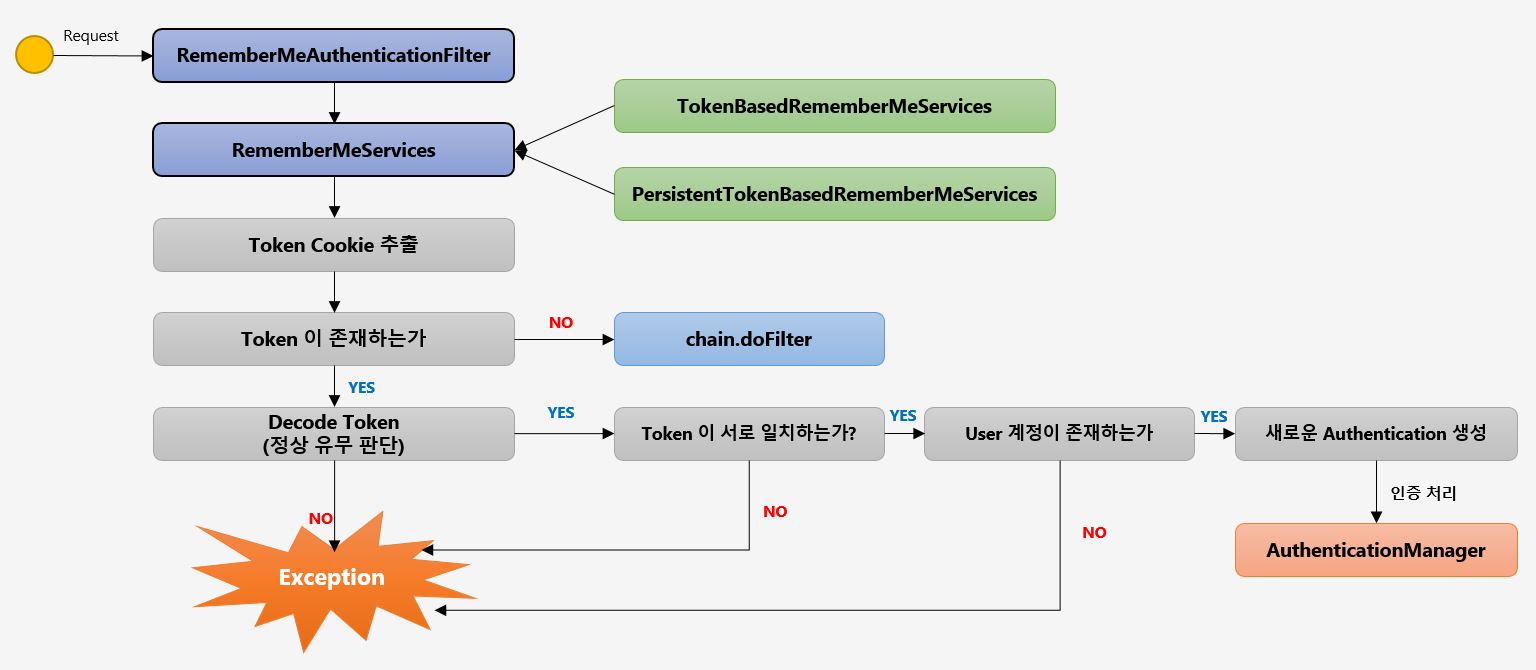 Request
RememberMeAuthenticationFilter
TokenBasedRememberMeServices
RememberMeServices
PersistentTokenBasedRememberMeServices
Token Cookie 추출
Token 이 존재하는가
NO
chain.doFilter
YES
Decode Token
(정상 유무 판단)
YES
Token 이 서로 일치하는가?
YES
User 계정이 존재하는가
YES
새로운 Authentication 생성
인증 처리
NO
NO
NO
AuthenticationManager
Exception